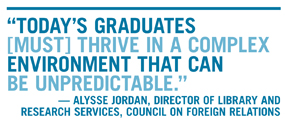 “TODAY’S GRADUATES
[MUST] THRIVE IN A COMPLEX
ENVIRONMENT THAT CAN
BE UNPREDICTABLE.”
— ALYSSE JORDAN, DIRECTOR OF LIBRARY AND
RESEARCH SERVICES, COUNCIL ON FOREIGN RELATIONS